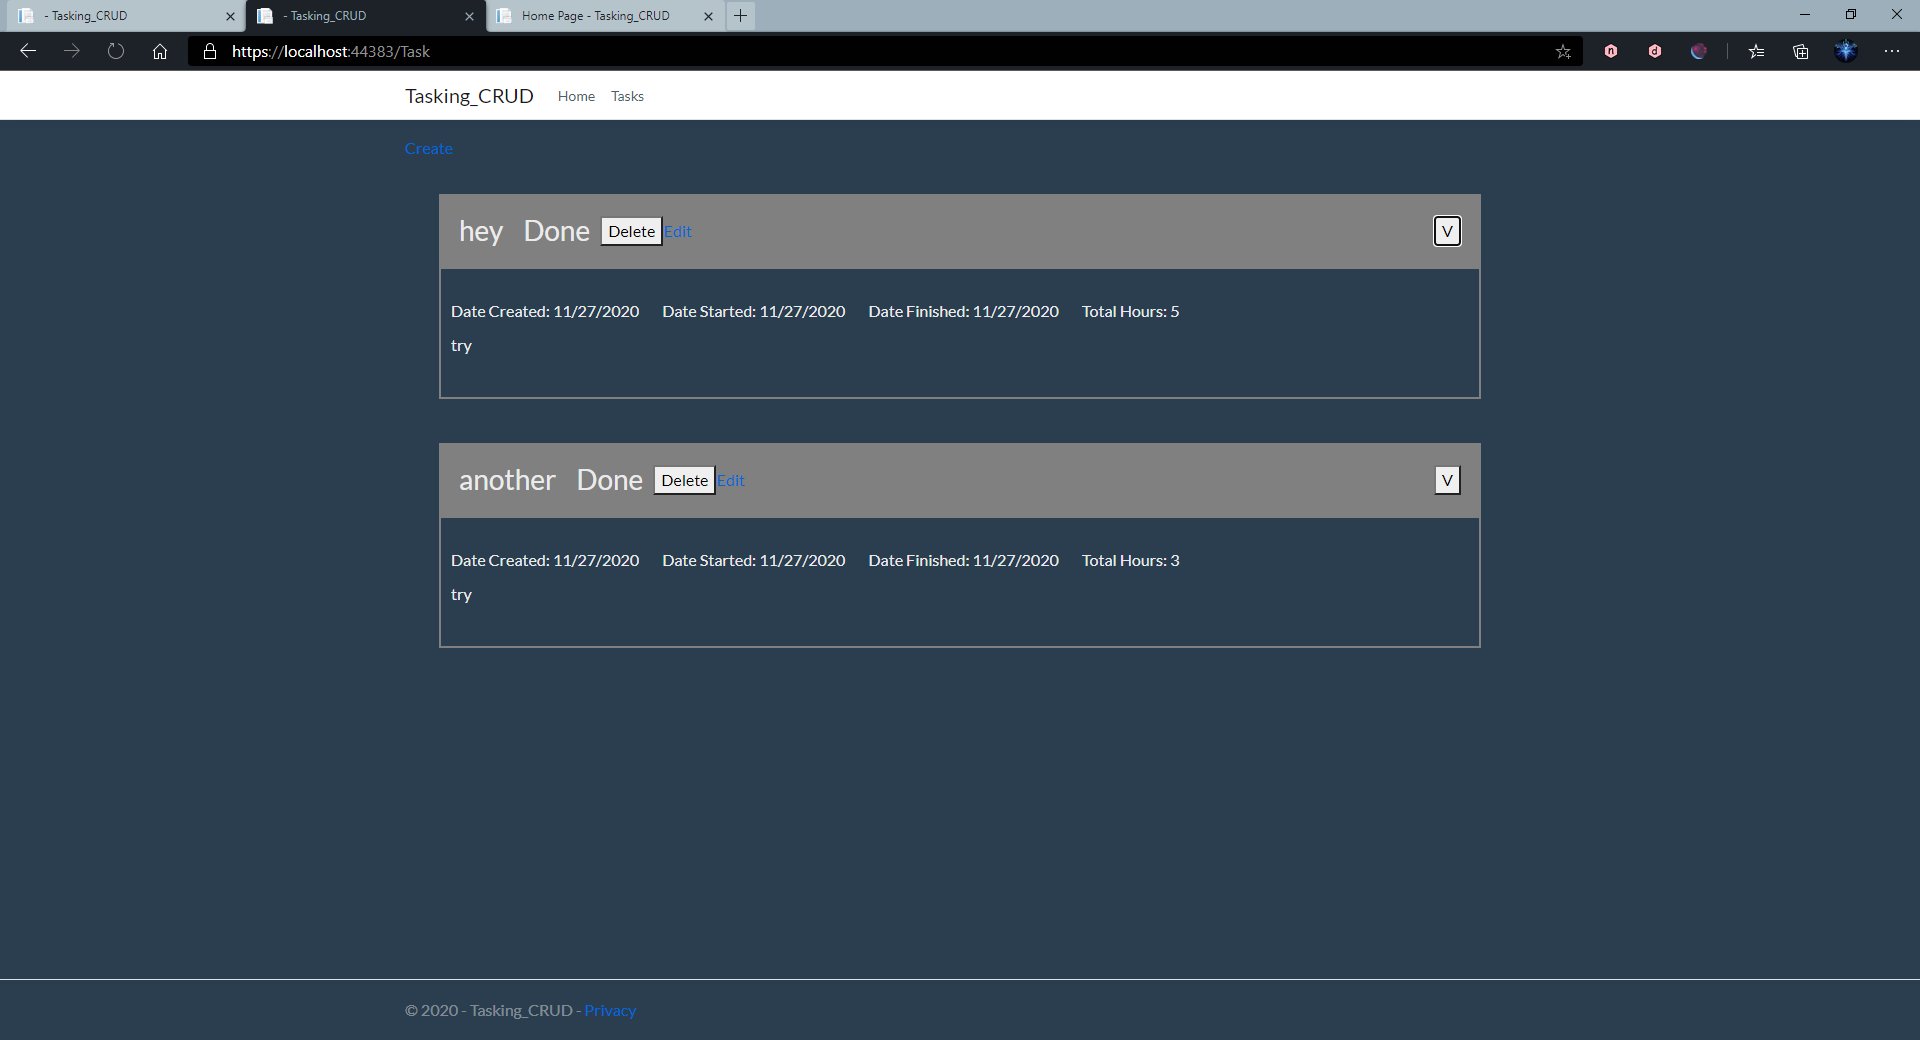 - Tasking_CRUD
- Tasking_CRUD
Home Page - Tasking_CRUD
https://localhost:44383/Task
Tasking_CRUD Home Tasks
Create
hey Done Delete Edit V
Date Created: 11/27/2020 Date Started: 11/27/2020 Date Finished: 11/27/2020 Total Hours: 5
try
another Done Delete Edit V
Date Created: 11/27/2020 Date Started: 11/27/2020 Date Finished: 11/27/2020 Total Hours: 3
try
© 2020 - Tasking_CRUD - Privacy